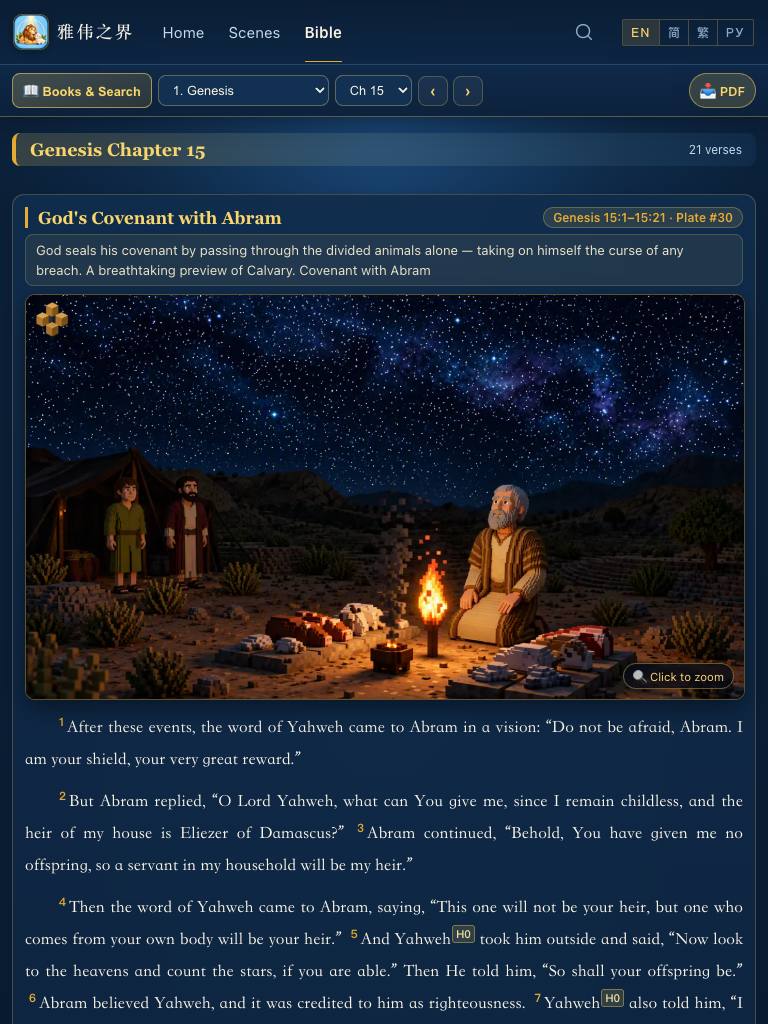 雅伟之界 Home Scenes Bible EN 简 繁 РУ
Books & Search 1. Genesis Ch 15 ‹ › PDF
Genesis Chapter 15 21 verses
God's Covenant with Abram Genesis 15:1–15:21 · Plate #30
God seals his covenant by passing through the divided animals alone — taking on himself the curse of any
breach. A breathtaking preview of Calvary. Covenant with Abram
Click to zoom
1 After these events, the word of Yahweh came to Abram in a vision: “Do not be afraid, Abram. I
am your shield, your very great reward.”
2 But Abram replied, “O Lord Yahweh, what can You give me, since I remain childless, and the
heir of my house is Eliezer of Damascus?” 3 Abram continued, “Behold, You have given me no
offspring, so a servant in my household will be my heir.”
4 Then the word of Yahweh came to Abram, saying, “This one will not be your heir, but one who
comes from your own body will be your heir.” 5 And Yahweh H0 took him outside and said, “Now look
to the heavens and count the stars, if you are able.” Then He told him, “So shall your offspring be.”
6 Abram believed Yahweh, and it was credited to him as righteousness. 7 Yahweh H0 also told him, “I